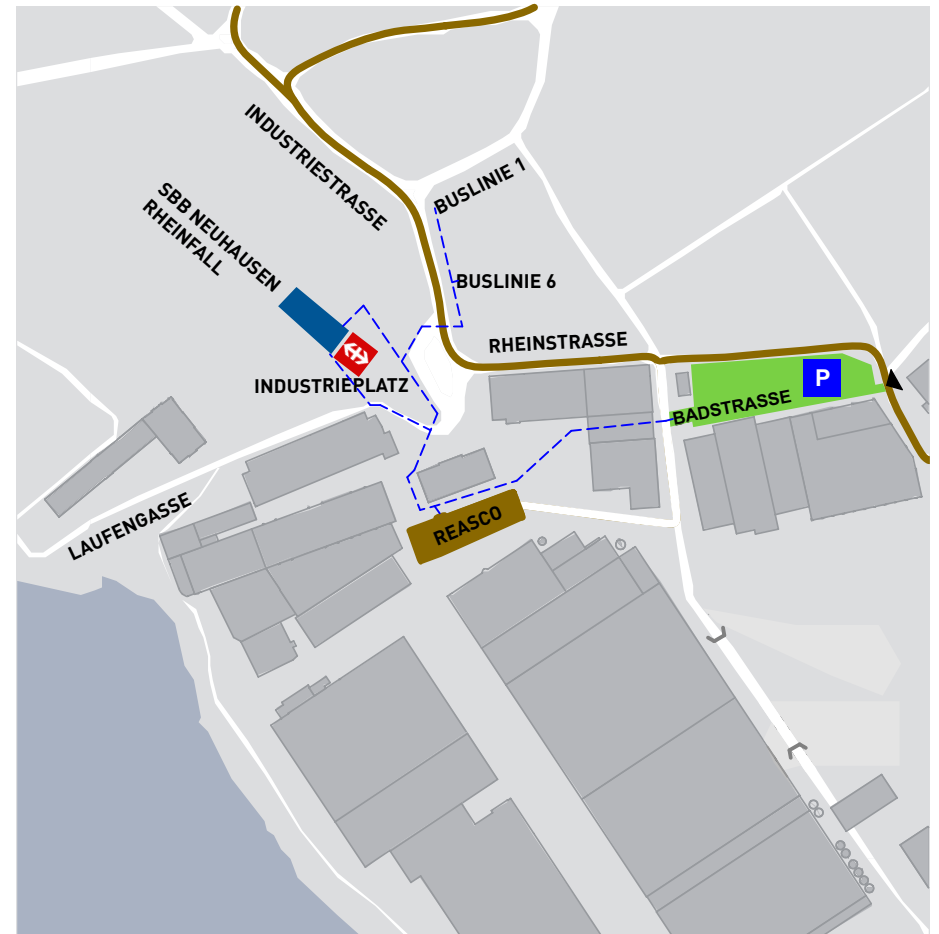 INDUSTRIESTRASSE
BUSLINIE 1
SBB NEUHAUSEN
RHEINFALL
BUSLINIE 6
RHEINSTRASSE
INDUSTRIEPLATZ
P
BADSTRASSE
LAUFENGASSE
REASCO